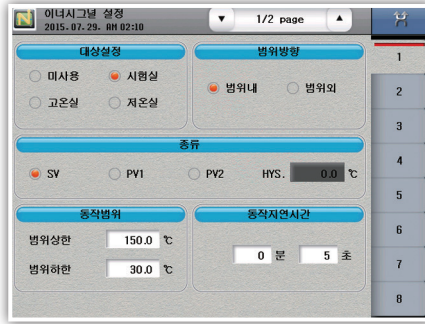 이너시그널 설정
2015.07.29. AM 02:10
▼ 1/2 page ▲
대상설정
미사용 시험실
고온실 저온실
범위방향
범위내 범위외
종류
SV PV1 PV2 HYS. 0.0 ℃
동작범위
범위상한 150.0 ℃
범위하한 30.0 ℃
동작지연시간
0 분 5 초
1
2
3
4
5
6
7
8